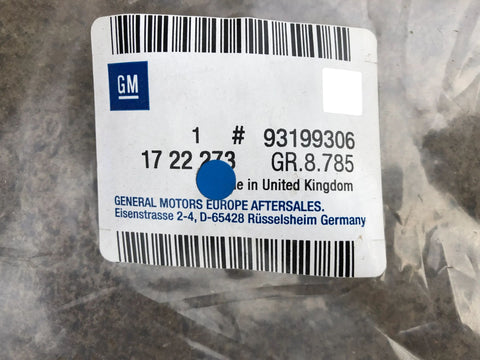 GM
1 # 93199306
17 22 273 GR.8.785
in United Kingdom
GENERAL MOTORS EUROPE AFTERSALES.
Eisenstrasse 2-4, D-65428 Rüsselsheim Germany